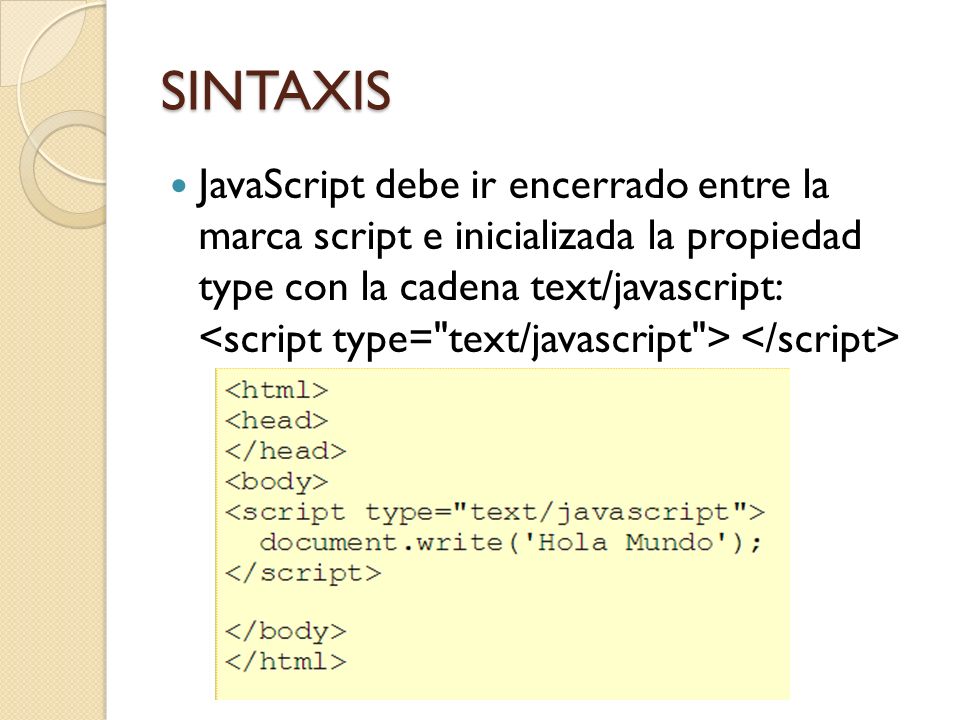 SINTAXIS
JavaScript debe ir encerrado entre la
marca script e inicializada la propiedad
type con la cadena text/javascript:
<script type="text/javascript"> </script>
<html>
<head>
</head>
<body>
<script type="text/javascript">
  document.write('Hola Mundo');
</script>
</body>
</html>